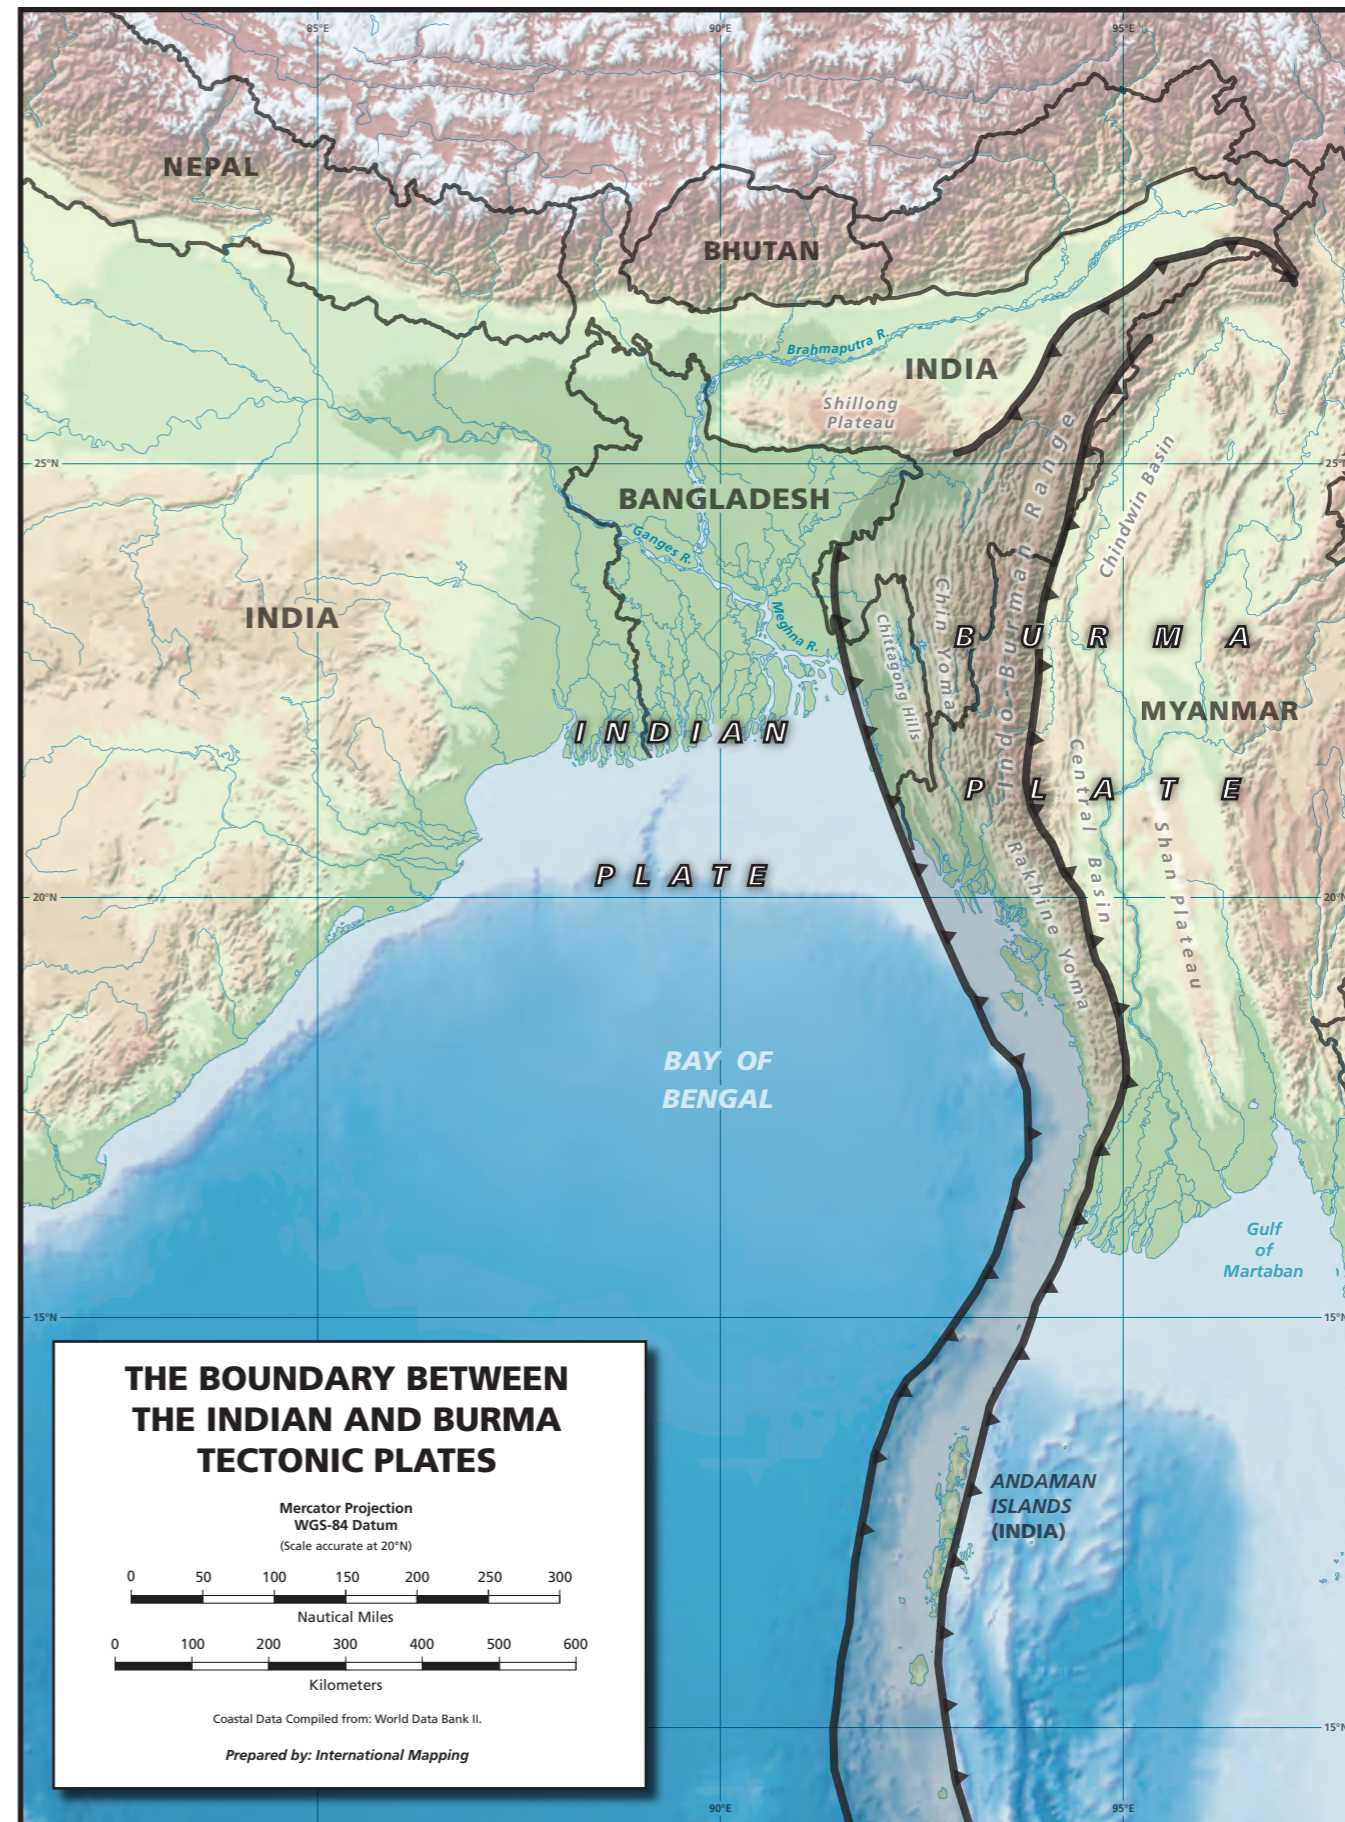 85°E
90°E
95°E
NEPAL
BHUTAN
Brahmaputra R.
INDIA
Shillong
Plateau
Indo-Burman Range
Chindwin Basin
25°N
25°N
BANGLADESH
Ganges R.
Meghna R.
INDIA
Chin Yoma
Chittagong Hills
BURMA
PLATE
MYANMAR
INDIAN
PLATE
Central Basin
Shan Plateau
Rakhine Yoma
20°N
20°N
BAY OF
BENGAL
Gulf
of
Martaban
15°N
15°N
ANDAMAN
ISLANDS
(INDIA)
15°N
90°E
95°E
THE BOUNDARY BETWEEN
THE INDIAN AND BURMA
TECTONIC PLATES
Mercator Projection
WGS-84 Datum
(Scale accurate at 20°N)
0 50 100 150 200 250 300
Nautical Miles
0 100 200 300 400 500 600
Kilometers
Coastal Data Compiled from: World Data Bank II.
Prepared by: International Mapping